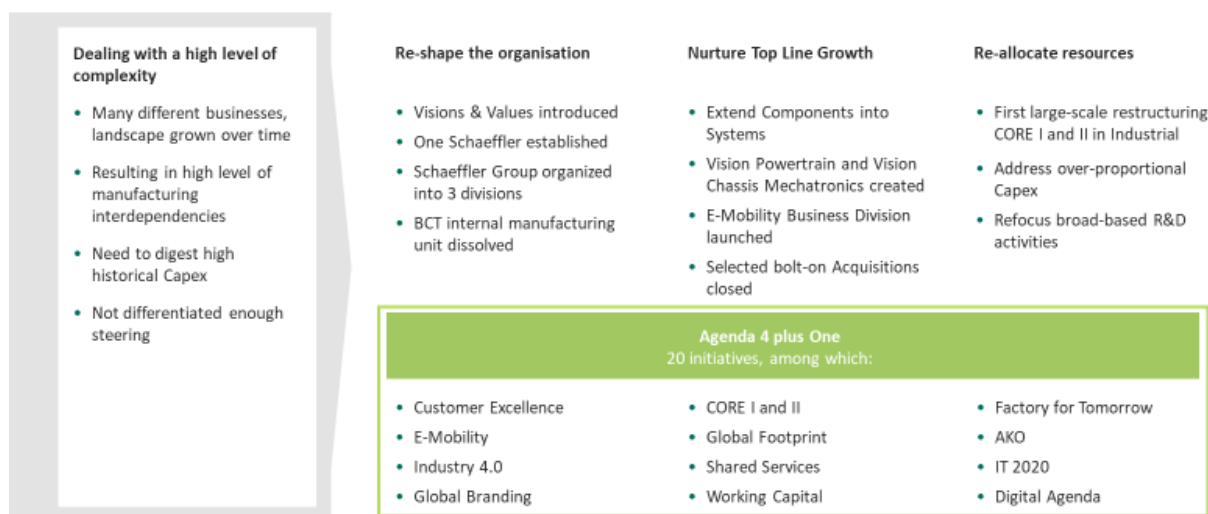 Dealing with a high level of
complexity
• Many different businesses,
landscape grown over time
• Resulting in high level of
manufacturing
interdependencies
• Need to digest high
historical Capex
• Not differentiated enough
steering
Re-shape the organisation
• Visions & Values introduced
• One Schaeffler established
• Schaeffler Group organized
into 3 divisions
• BCT internal manufacturing
unit dissolved
Nurture Top Line Growth
• Extend Components into
Systems
• Vision Powertrain and Vision
Chassis Mechatronics created
• E-Mobility Business Division
launched
• Selected bolt-on Acquisitions
closed
Re-allocate resources
• First large-scale restructuring
CORE I and II in Industrial
• Address over-proportional
Capex
• Refocus broad-based R&D
activities
Agenda 4 plus One
20 initiatives, among which:
• Customer Excellence
• E-Mobility
• Industry 4.0
• Global Branding
• CORE I and II
• Global Footprint
• Shared Services
• Working Capital
• Factory for Tomorrow
• AKO
• IT 2020
• Digital Agenda